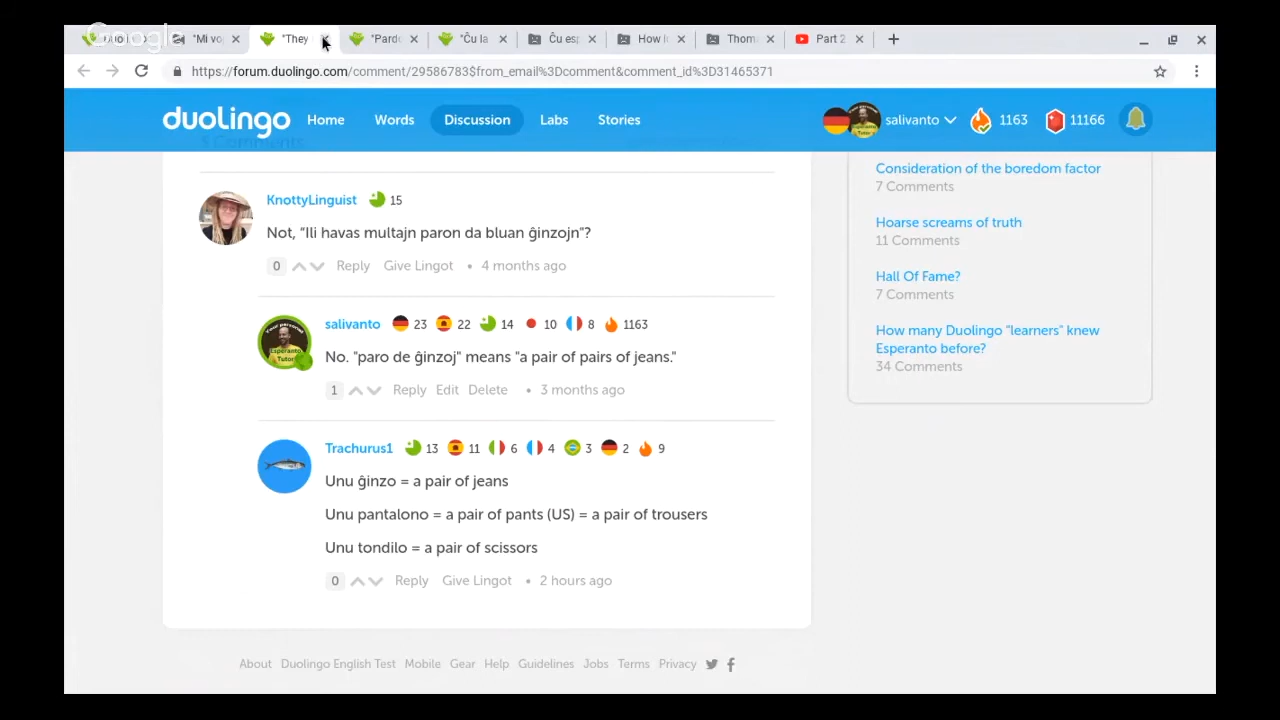 Google
"Mi vo
"They
"Pardo
"Ĉu la
Ĉu esp
How lo
Thom
Part 2
https://forum.duolingo.com/comment/29586783$from_email%3Dcomment&comment_id%3D31465371
duolingo
Home
Words
Discussion
Labs
Stories
salivanto
1163
11166
5 Comments
KnottyLinguist 15
Not, "Ili havas multajn paron da bluan ĝinzojn"?
0 Reply Give Lingot • 4 months ago
salivanto 23 22 14 10 8 1163
No. "paro de ĝinzoj" means "a pair of pairs of jeans."
1 Reply Edit Delete • 3 months ago
Trachurus1 13 11 6 4 3 2 9
Unu ĝinzo = a pair of jeans
Unu pantalono = a pair of pants (US) = a pair of trousers
Unu tondilo = a pair of scissors
0 Reply Give Lingot • 2 hours ago
Consideration of the boredom factor
7 Comments
Hoarse screams of truth
11 Comments
Hall Of Fame?
7 Comments
How many Duolingo "learners" knew
Esperanto before?
34 Comments
About Duolingo English Test Mobile Gear Help Guidelines Jobs Terms Privacy